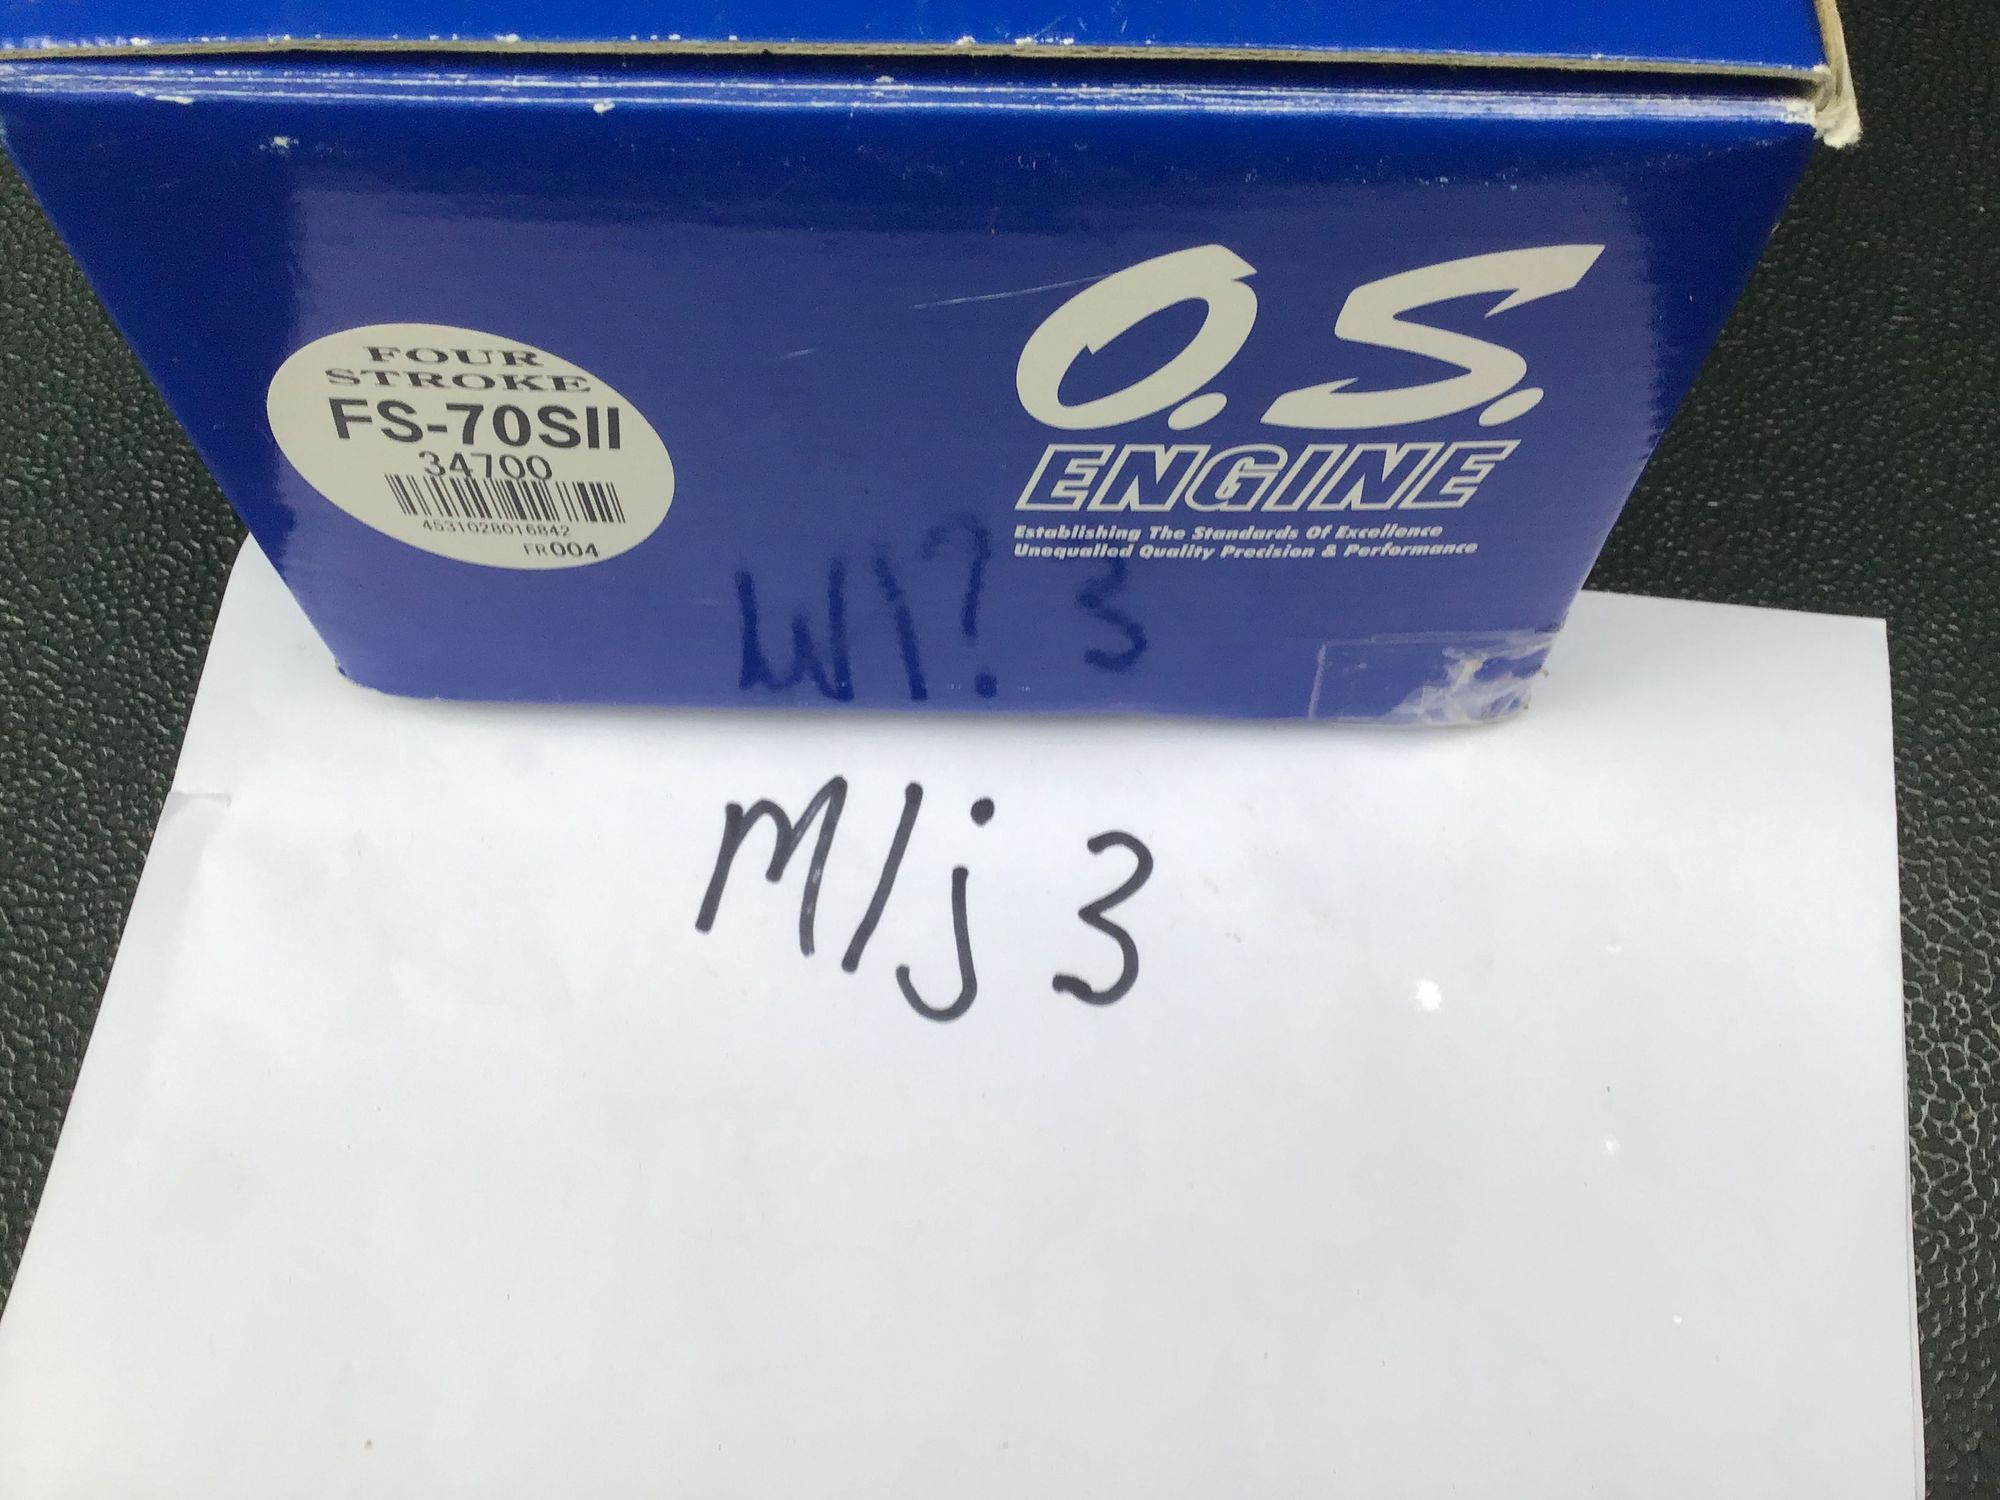 FOUR
STROKE
FS-70SII
34700
4531028016842
FR004
O.S.
ENGINE
Establishing The Standards Of Excellence
Unequalled Quality Precision & Performance
M/j 3